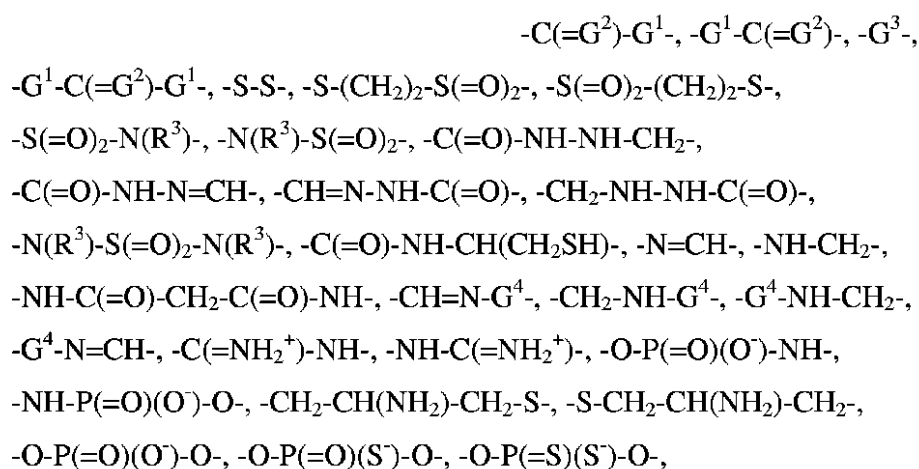 -C(=G²)-G¹-, -G¹-C(=G²)-, -G³-,
-G¹-C(=G²)-G¹-, -S-S-, -S-(CH₂)₂-S(=O)₂-, -S(=O)₂-(CH₂)₂-S-,
-S(=O)₂-N(R³)-, -N(R³)-S(=O)₂-, -C(=O)-NH-NH-CH₂-,
-C(=O)-NH-N=CH-, -CH=N-NH-C(=O)-, -CH₂-NH-NH-C(=O)-,
-N(R³)-S(=O)₂-N(R³)-, -C(=O)-NH-CH(CH₂SH)-, -N=CH-, -NH-CH₂-,
-NH-C(=O)-CH₂-C(=O)-NH-, -CH=N-G⁴-, -CH₂-NH-G⁴-, -G⁴-NH-CH₂-,
-G⁴-N=CH-, -C(=NH₂⁺)-NH-, -NH-C(=NH₂⁺)-, -O-P(=O)(O⁻)-NH-,
-NH-P(=O)(O⁻)-O-, -CH₂-CH(NH₂)-CH₂-S-, -S-CH₂-CH(NH₂)-CH₂-,
-O-P(=O)(O⁻)-O-, -O-P(=O)(S⁻)-O-, -O-P(=S)(S⁻)-O-,